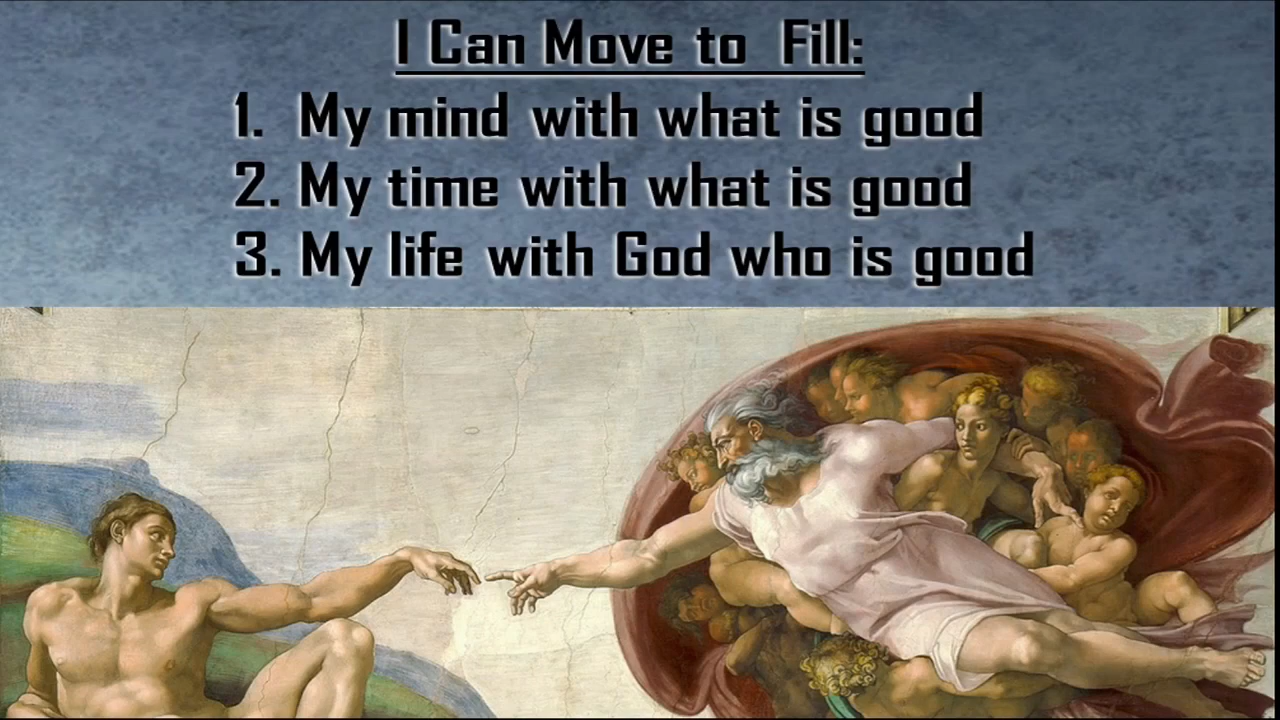 I Can Move to Fill:
1. My mind with what is good
2. My time with what is good
3. My life with God who is good